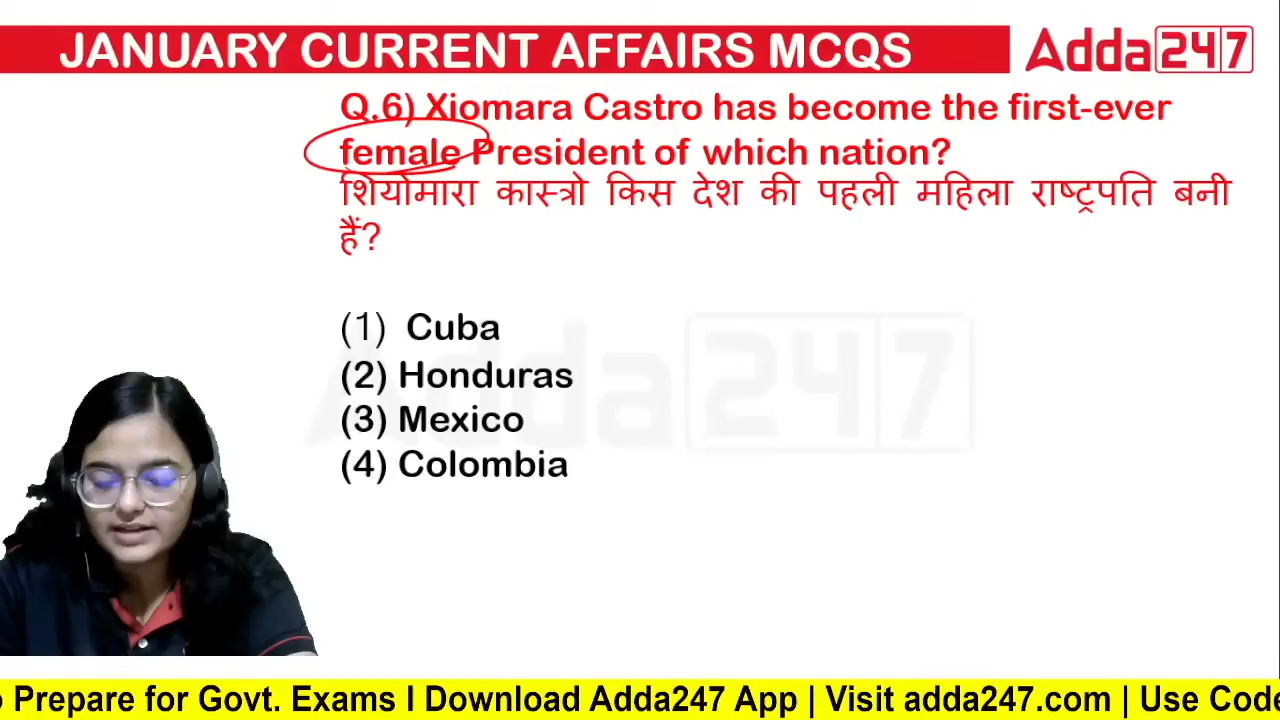 JANUARY CURRENT AFFAIRS MCQS
Adda247
Q.6) Xiomara Castro has become the first-ever
female President of which nation?
शियोमारा कास्त्रो किस देश की पहली महिला राष्ट्रपति बनी
हैं?
(1) Cuba
(2) Honduras
(3) Mexico
(4) Colombia
Adda247
Prepare for Govt. Exams I Download Adda247 App | Visit adda247.com | Use Code